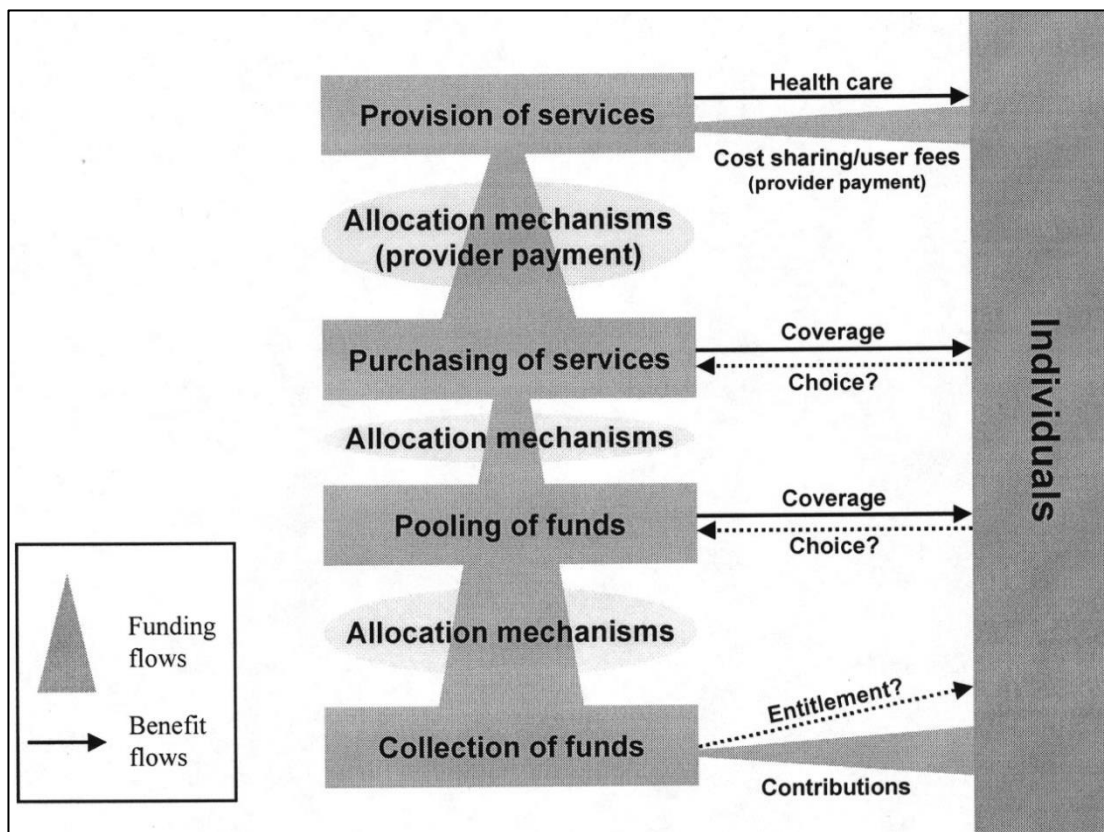 Provision of services
Health care
Cost sharing/user fees
(provider payment)
Allocation mechanisms
(provider payment)
Purchasing of services
Coverage
Choice?
Allocation mechanisms
Pooling of funds
Coverage
Choice?
Allocation mechanisms
Collection of funds
Entitlement?
Contributions
Individuals
Funding
flows
Benefit
flows